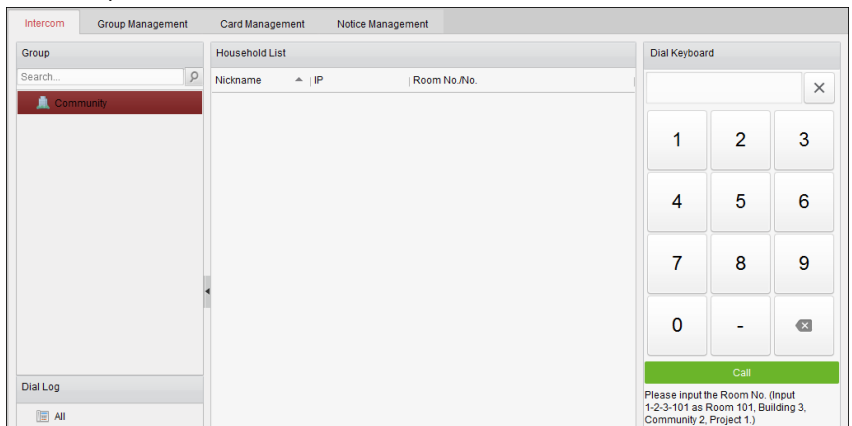 Intercom Group Management Card Management Notice Management
Group
Search...
Community
Dial Log
All
Household List
Nickname IP Room No./No.
Dial Keyboard
1 2 3
4 5 6
7 8 9
0 -
Call
Please input the Room No. (Input
1-2-3-101 as Room 101, Building 3,
Community 2, Project 1.)